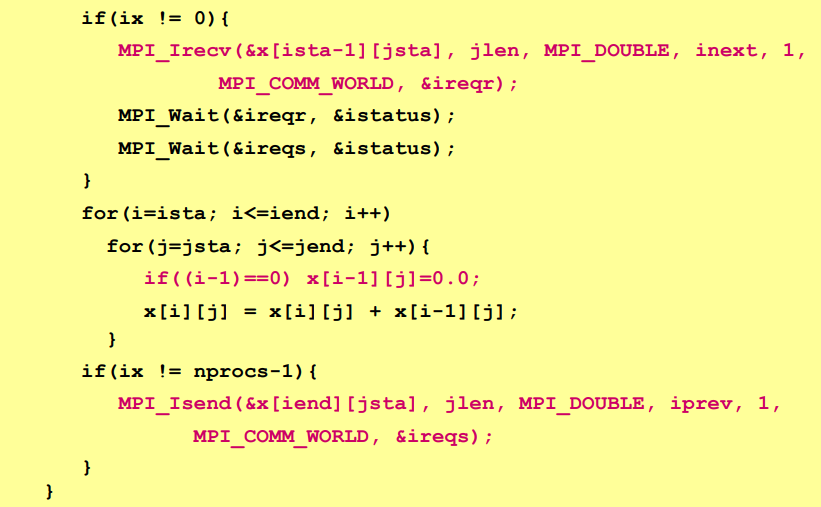 if(ix != 0){
MPI_Irecv(&x[ista-1][jsta], jlen, MPI_DOUBLE, inext, 1,
MPI_COMM_WORLD, &ireqr);
MPI_Wait(&ireqr, &istatus);
MPI_Wait(&ireqs, &istatus);
}
for(i=ista; i<=iend; i++)
for(j=jsta; j<=jend; j++){
if((i-1)==0) x[i-1][j]=0.0;
x[i][j] = x[i][j] + x[i-1][j];
}
if(ix != nprocs-1){
MPI_Isend(&x[iend][jsta], jlen, MPI_DOUBLE, iprev, 1,
MPI_COMM_WORLD, &ireqs);
}
}